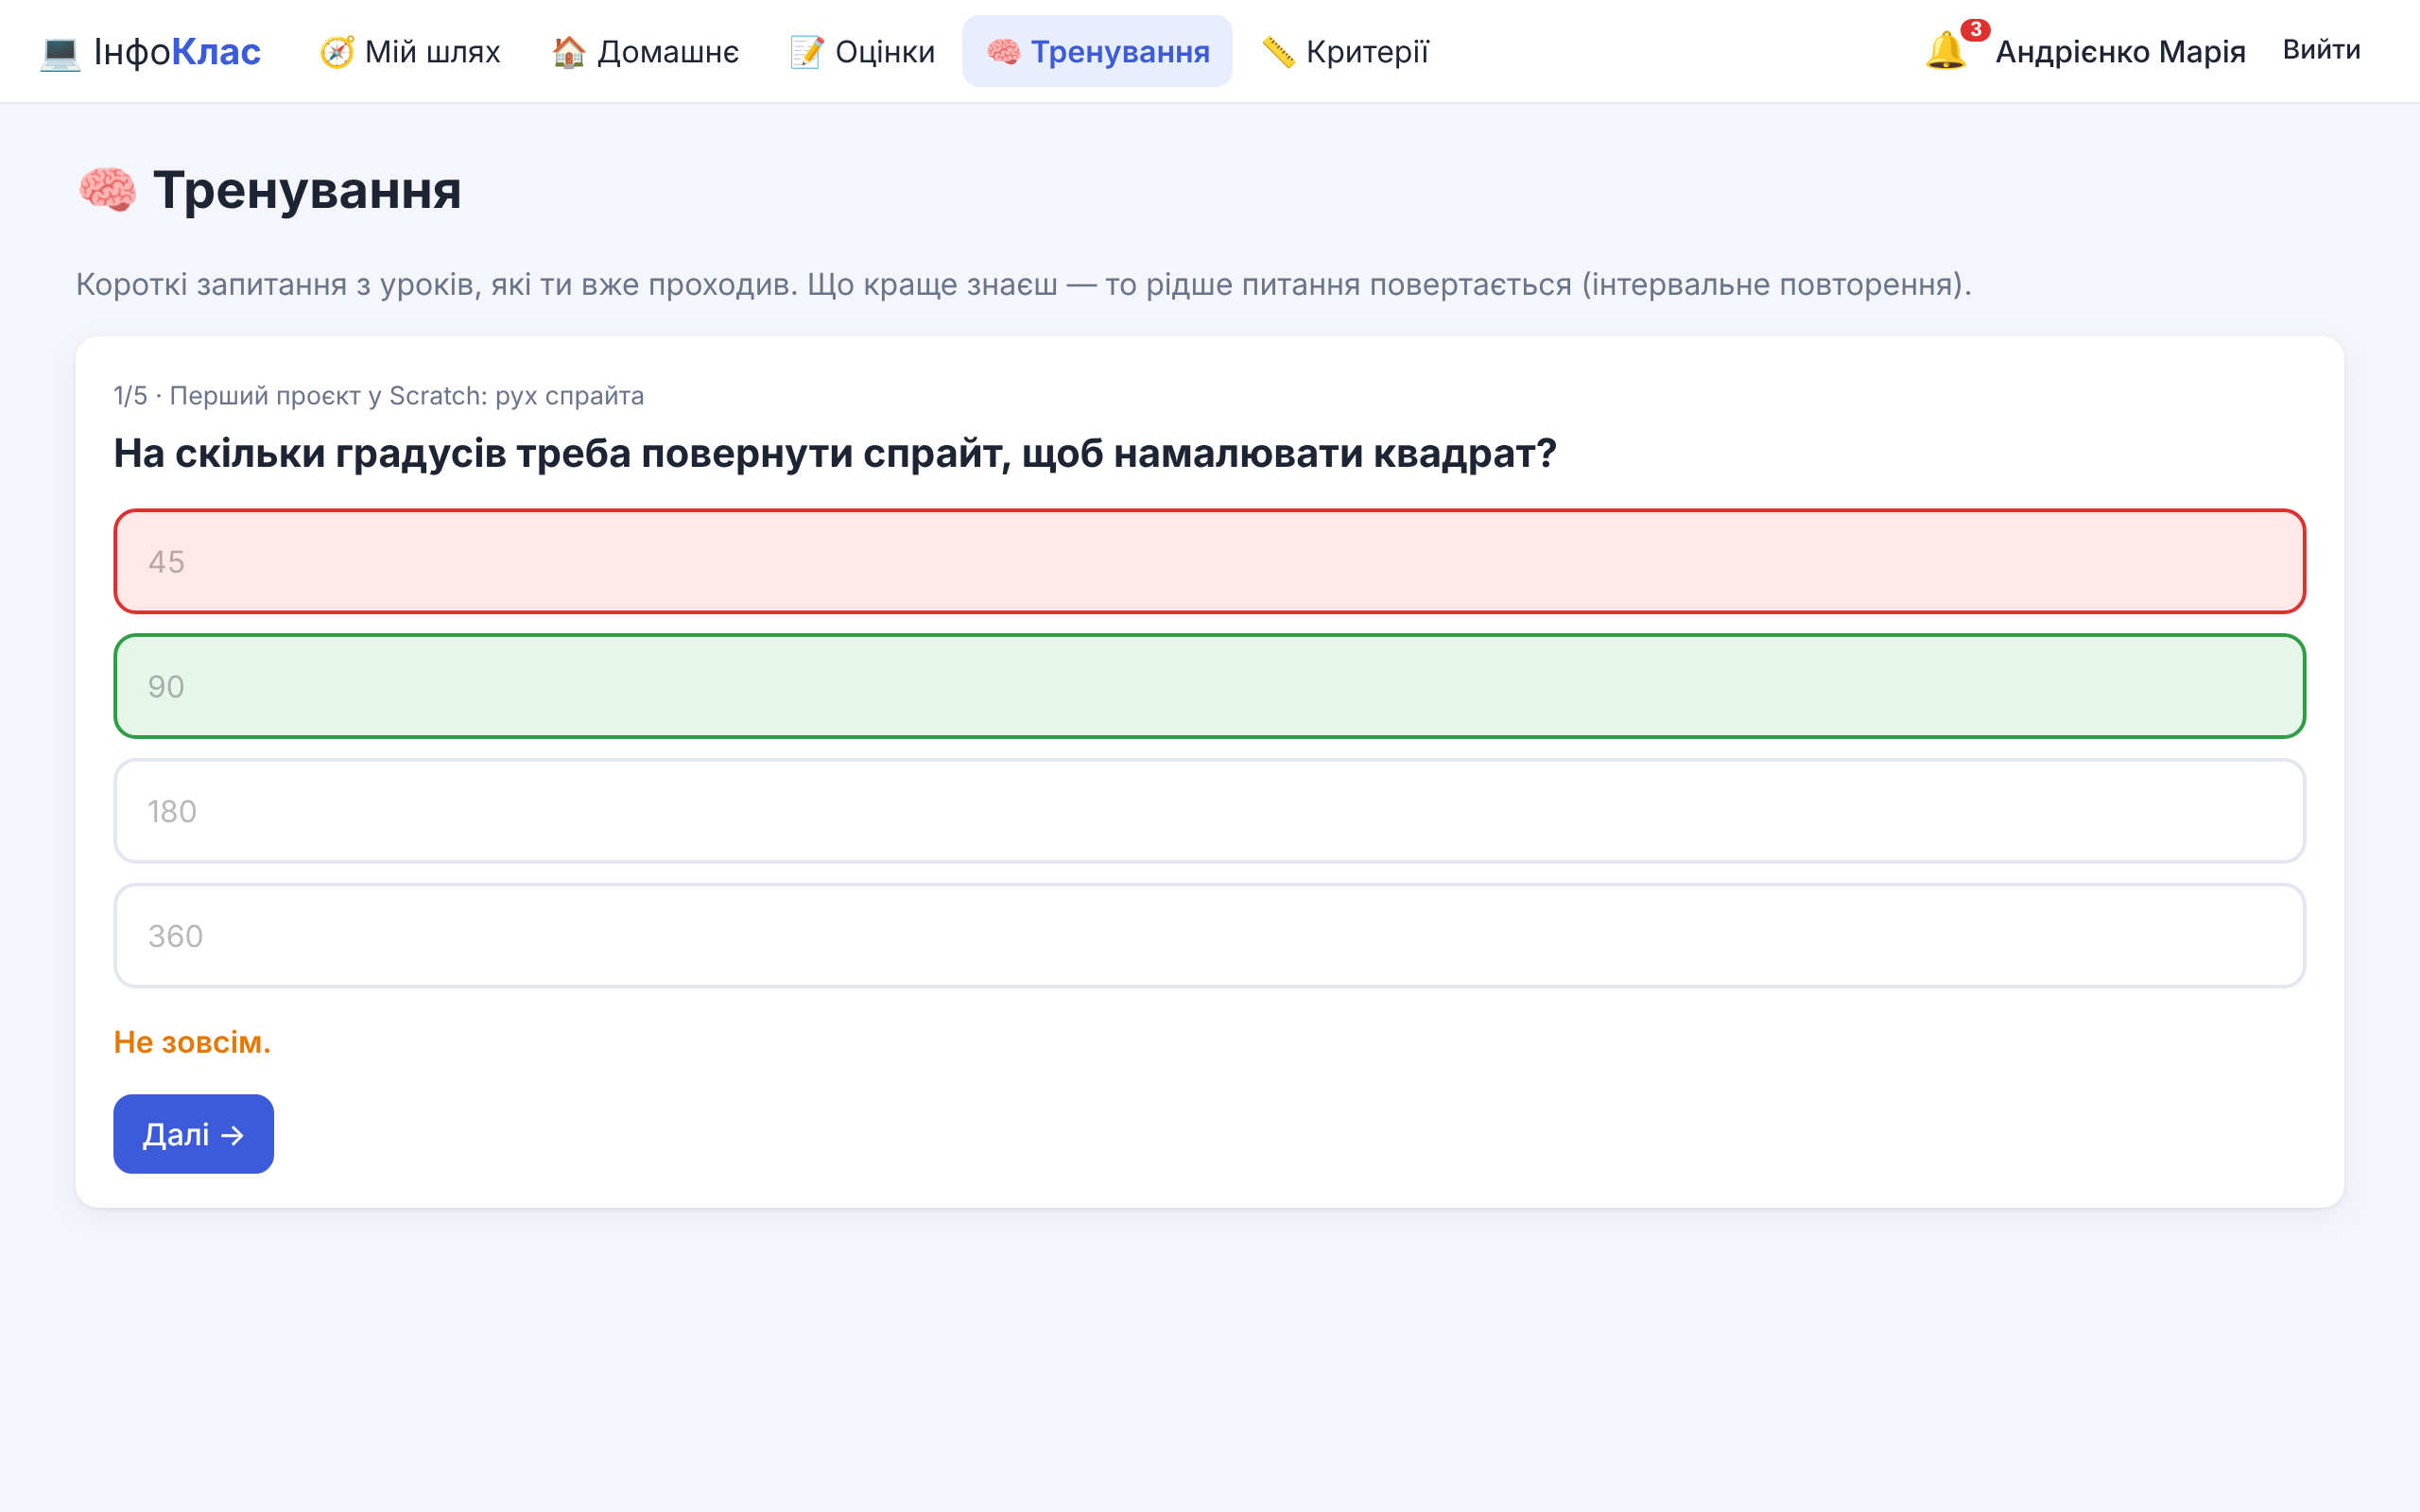 ІнфоКлас Мій шлях Домашнє Оцінки Тренування Критерії 3 Андрієнко Марія Вийти
Тренування
Короткі запитання з уроків, які ти вже проходив. Що краще знаєш — то рідше питання повертається (інтервальне повторення).
1/5 · Перший проєкт у Scratch: рух спрайта
На скільки градусів треба повернути спрайт, щоб намалювати квадрат?
45
90
180
360
Не зовсім.
Далі →